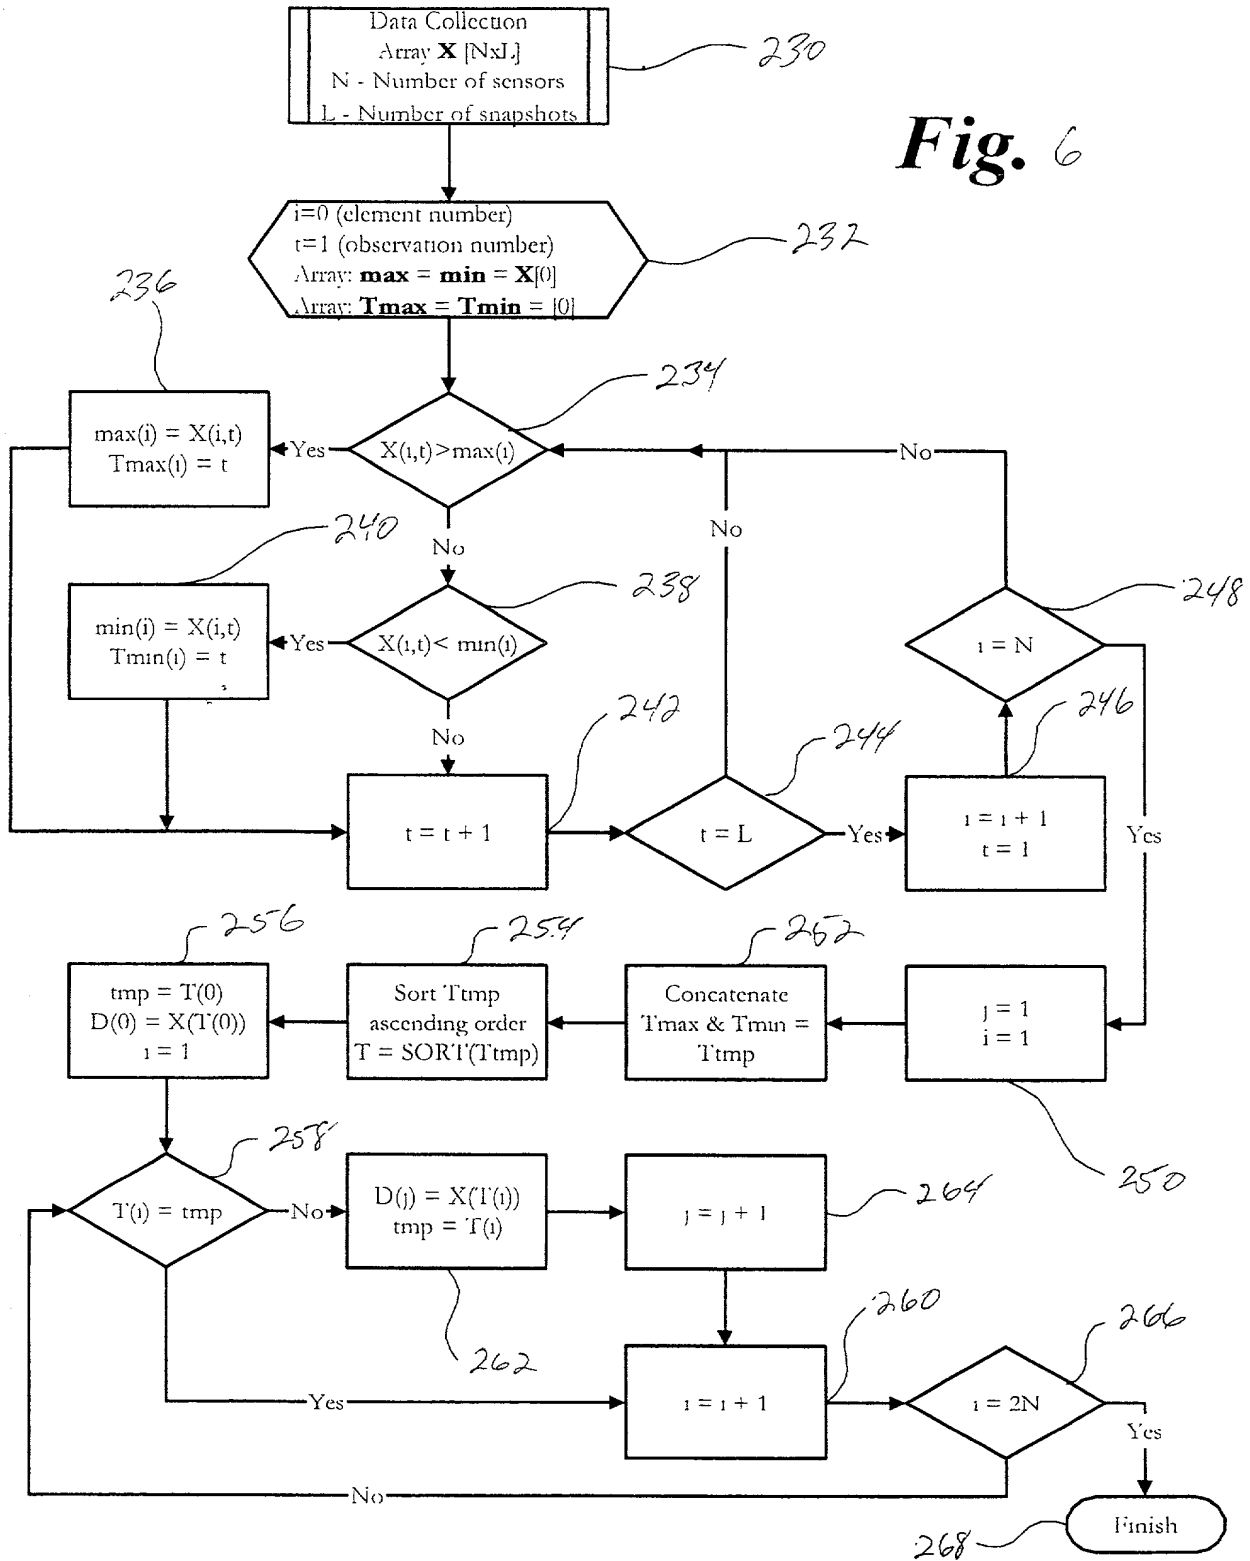 Data Collection
Array X [NxL]
N - Number of sensors
L - Number of snapshots
230
Fig. 6
i=0 (element number)
t=1 (observation number)
Array: max = min = X[0]
Array: Tmax = Tmin = [0]
232
236
234
max(i) = X(i,t)
Tmax(i) = t
Yes
X(i,t)>max(i)
No
No
No
240
238
248
min(i) = X(i,t)
Tmin(i) = t
Yes
X(i,t)< min(i)
i = N
No
242
244
246
t = t + 1
t = L
Yes
i = i + 1
t = 1
Yes
256
254
252
tmp = T(0)
D(0) = X(T(0))
i = 1
Sort Ttmp
ascending order
T = SORT(Ttmp)
Concatenate
Tmax & Tmin =
Ttmp
j = 1
i = 1
258
250
T(i) = tmp
No
D(j) = X(T(i))
tmp = T(i)
j = j + 1
264
262
260
266
Yes
i = i + 1
i = 2N
Yes
No
Finish
268